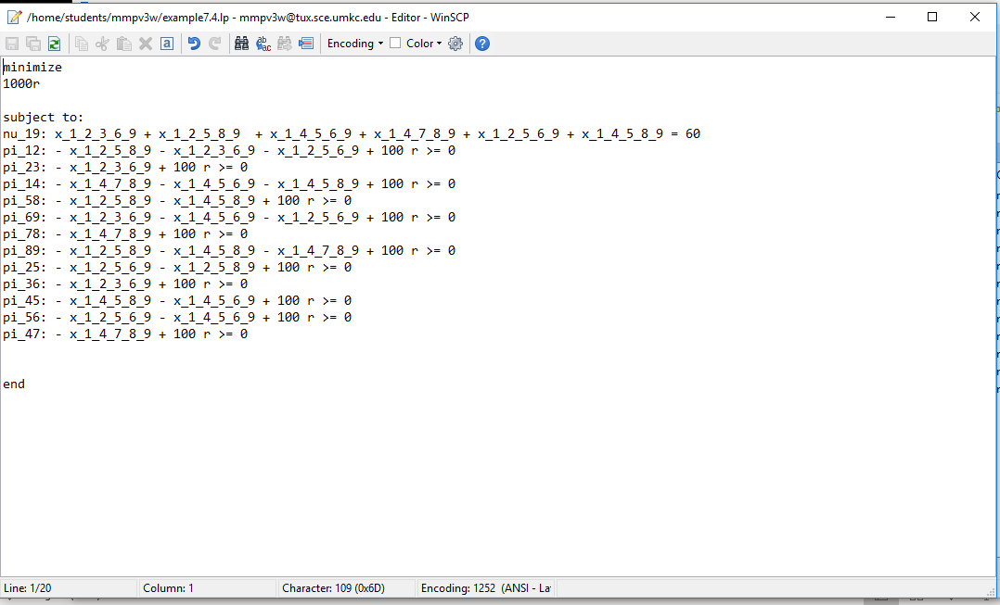 /home/students/mmpv3w/example7.4.lp - mmpv3w@tux.sce.umkc.edu - Editor - WinSCP
Encoding Color
minimize
1000r
subject to:
nu_19: x_1_2_3_6_9 + x_1_2_5_8_9  + x_1_4_5_6_9 + x_1_4_7_8_9 + x_1_2_5_6_9 + x_1_4_5_8_9 = 60
pi_12: - x_1_2_5_8_9 - x_1_2_3_6_9 - x_1_2_5_6_9 + 100 r >= 0
pi_23: - x_1_2_3_6_9 + 100 r >= 0
pi_14: - x_1_4_7_8_9 - x_1_4_5_6_9 - x_1_4_5_8_9 + 100 r >= 0
pi_58: - x_1_2_5_8_9 - x_1_4_5_8_9 + 100 r >= 0
pi_69: - x_1_2_3_6_9 - x_1_4_5_6_9 - x_1_2_5_6_9 + 100 r >= 0
pi_78: - x_1_4_7_8_9 + 100 r >= 0
pi_89: - x_1_2_5_8_9 - x_1_4_5_8_9 - x_1_4_7_8_9 + 100 r >= 0
pi_25: - x_1_2_5_6_9 - x_1_2_5_8_9 + 100 r >= 0
pi_36: - x_1_2_3_6_9 + 100 r >= 0
pi_45: - x_1_4_5_8_9 - x_1_4_5_6_9 + 100 r >= 0
pi_56: - x_1_2_5_6_9 - x_1_4_5_6_9 + 100 r >= 0
pi_47: - x_1_4_7_8_9 + 100 r >= 0
end
Line: 1/20 Column: 1 Character: 109 (0x6D) Encoding: 1252 (ANSI - La